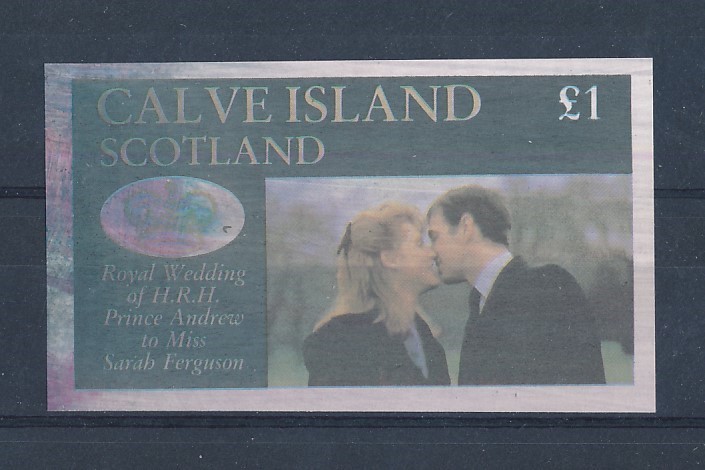 CALVE ISLAND
£1
SCOTLAND
Royal Wedding
of H.R.H.
Prince Andrew
to Miss
Sarah Ferguson